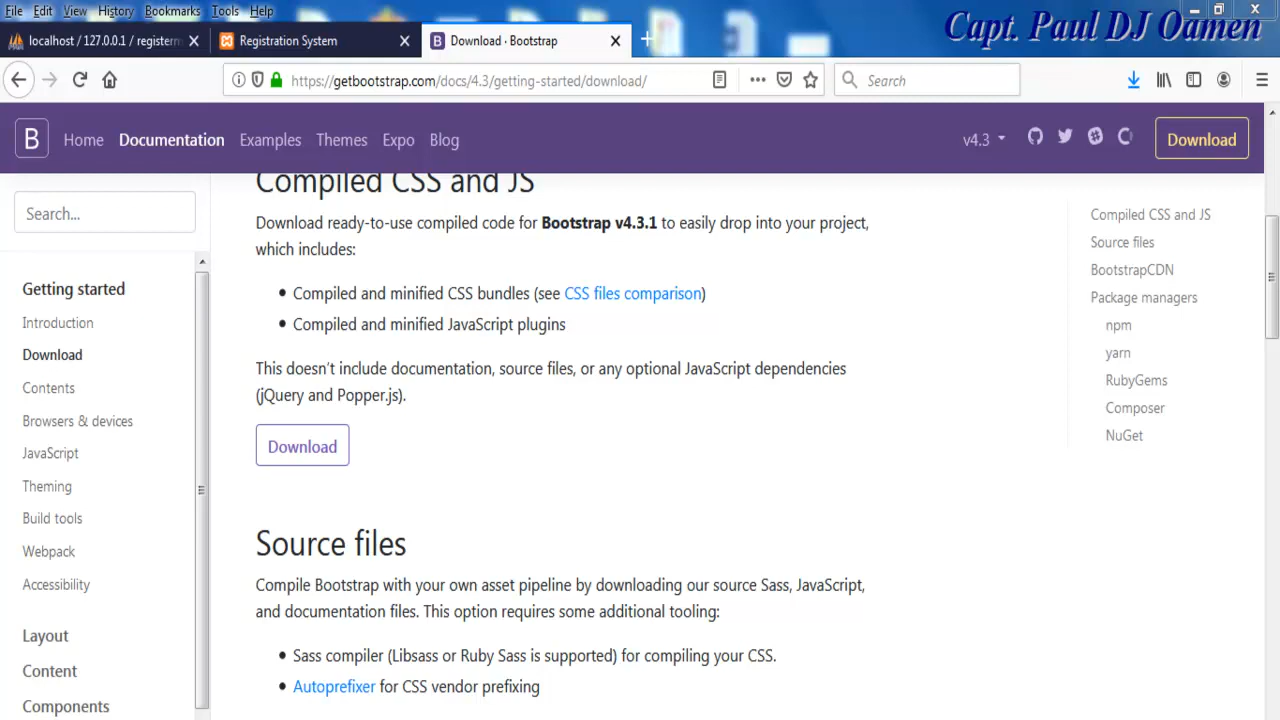 File Edit View History Bookmarks Tools Help
Capt. Paul DJ Oamen
localhost / 127.0.0.1 / registerm
Registration System
Download · Bootstrap
https://getbootstrap.com/docs/4.3/getting-started/download/
Search
B Home Documentation Examples Themes Expo Blog v4.3 Download
Search...
Getting started
Introduction
Download
Contents
Browsers & devices
JavaScript
Theming
Build tools
Webpack
Accessibility
Layout
Content
Components
Compiled CSS and JS
Download ready-to-use compiled code for Bootstrap v4.3.1 to easily drop into your project,
which includes:
• Compiled and minified CSS bundles (see CSS files comparison)
• Compiled and minified JavaScript plugins
This doesn’t include documentation, source files, or any optional JavaScript dependencies
(jQuery and Popper.js).
Download
Source files
Compile Bootstrap with your own asset pipeline by downloading our source Sass, JavaScript,
and documentation files. This option requires some additional tooling:
• Sass compiler (Libsass or Ruby Sass is supported) for compiling your CSS.
• Autoprefixer for CSS vendor prefixing
Compiled CSS and JS
Source files
BootstrapCDN
Package managers
npm
yarn
RubyGems
Composer
NuGet